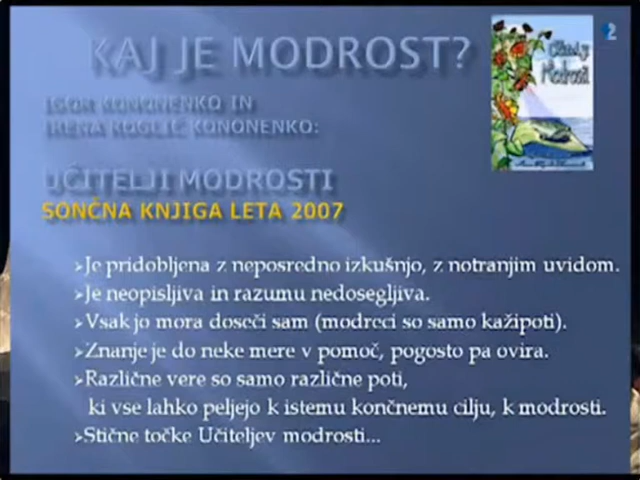 KAJ JE MODROST?
IGOR KONONENKO IN
IRENA ROGLIČ KONONENKO:
UČITELJI MODROSTI
SONČNA KNJIGA LETA 2007
Je pridobljena z neposredno izkušnjo, z notranjim uvidom.
Je neopisljiva in razumu nedosegljiva.
Vsak jo mora doseči sam (modreci so samo kažipoti).
Znanje je do neke mere v pomoč, pogosto pa ovira.
Različne vere so samo različne poti,
ki vse lahko peljejo k istemu končnemu cilju, k modrosti.
Stične točke Učiteljev modrosti...
Učitelji
Modrosti
2